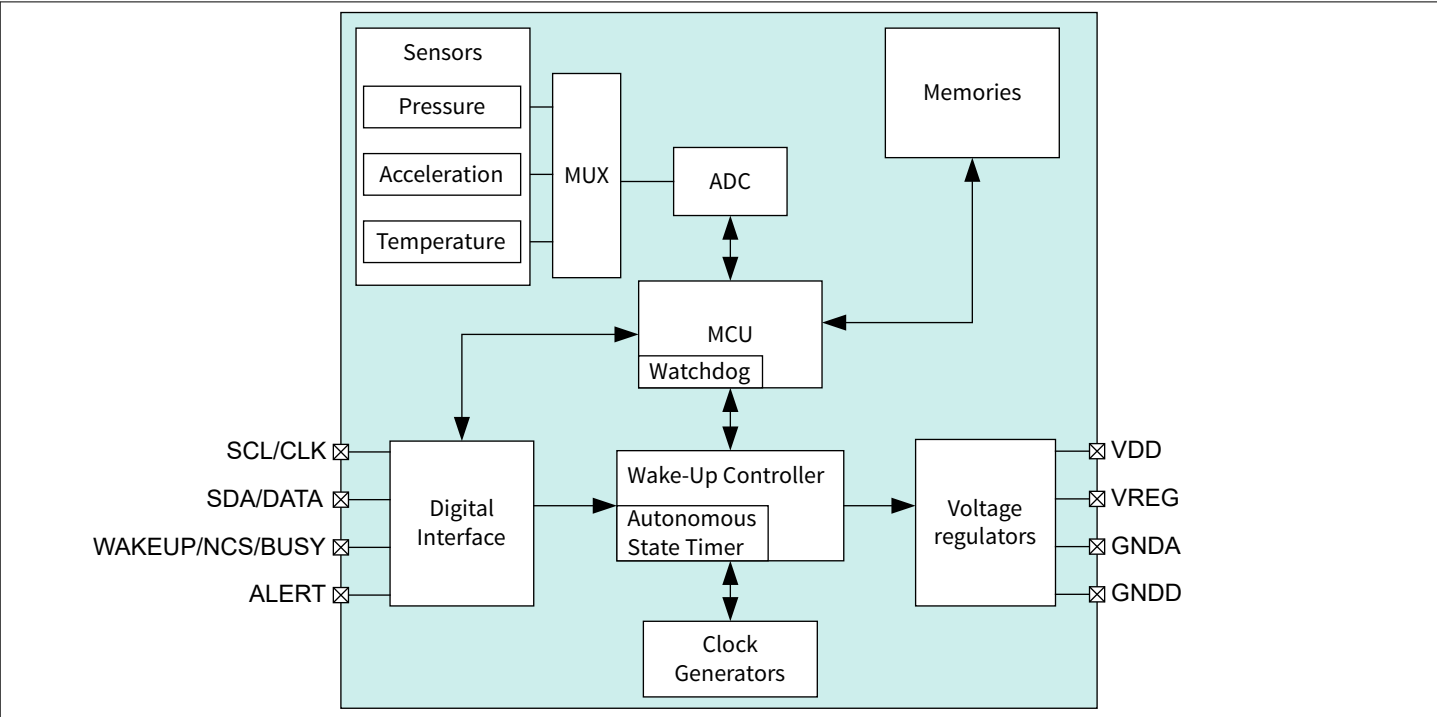 Sensors
Pressure
Acceleration
Temperature
MUX
ADC
Memories
MCU
Watchdog
SCL/CLK
SDA/DATA
WAKEUP/NCS/BUSY
ALERT
Digital
Interface
Wake-Up Controller
Autonomous
State Timer
Clock
Generators
Voltage
regulators
VDD
VREG
GNDA
GNDD